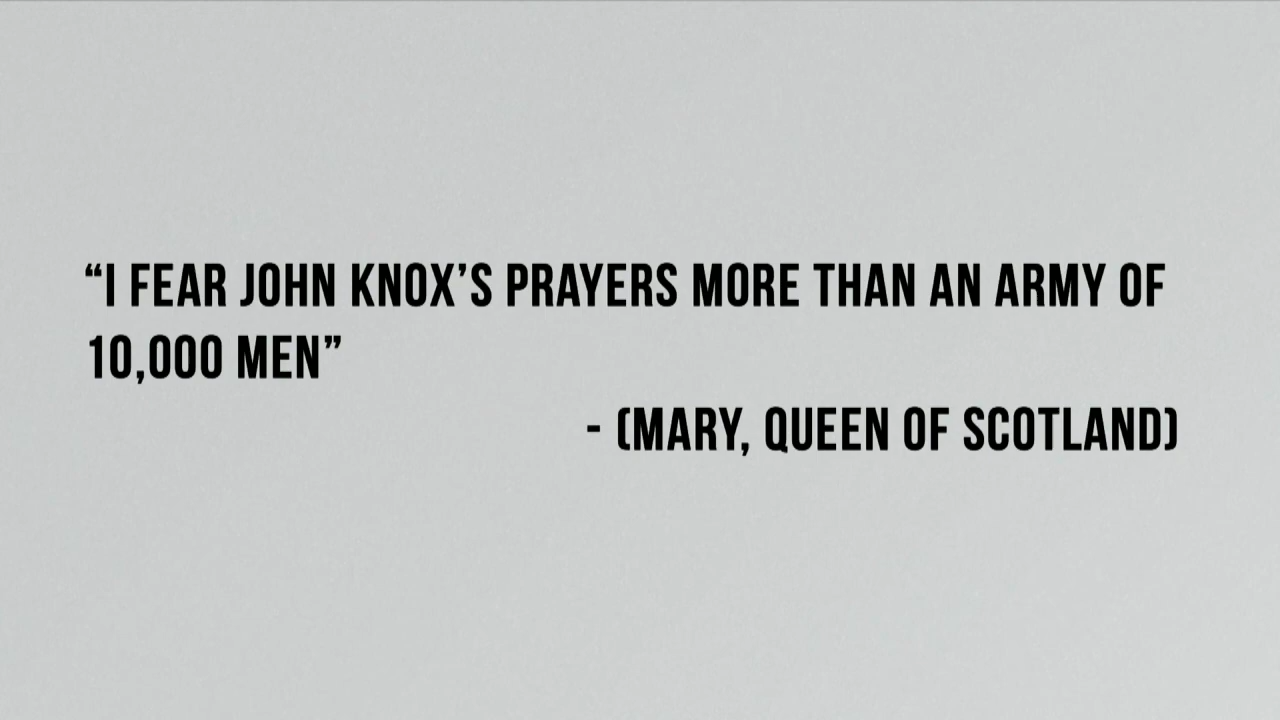 “I FEAR JOHN KNOX’S PRAYERS MORE THAN AN ARMY OF
10,000 MEN”
- (MARY, QUEEN OF SCOTLAND)